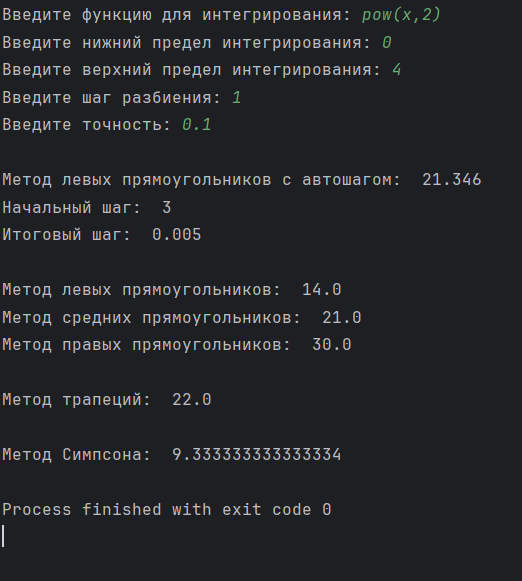 Введите функцию для интегрирования: pow(x,2)
Введите нижний предел интегрирования: 0
Введите верхний предел интегрирования: 4
Введите шаг разбиения: 1
Введите точность: 0.1
Метод левых прямоугольников с автошагом:  21.346
Начальный шаг:  3
Итоговый шаг:  0.005
Метод левых прямоугольников:  14.0
Метод средних прямоугольников:  21.0
Метод правых прямоугольников:  30.0
Метод трапеций:  22.0
Метод Симпсона:  9.333333333333334
Process finished with exit code 0